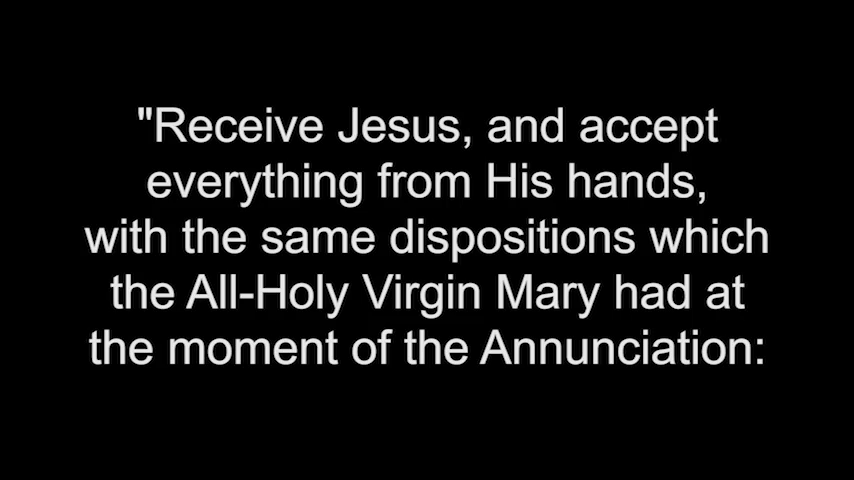 "Receive Jesus, and accept
everything from His hands,
with the same dispositions which
the All-Holy Virgin Mary had at
the moment of the Annunciation: